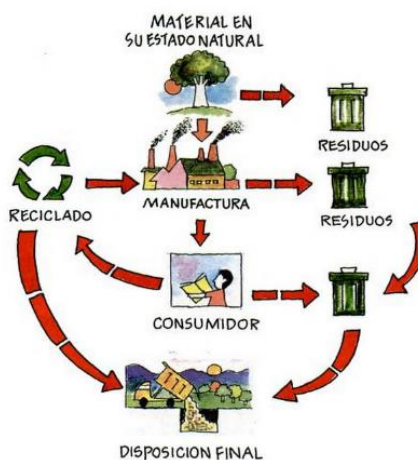 MATERIAL EN
SU ESTADO NATURAL
RESIDUOS
RECICLADO
MANUFACTURA
RESIDUOS
CONSUMIDOR
DISPOSICION FINAL